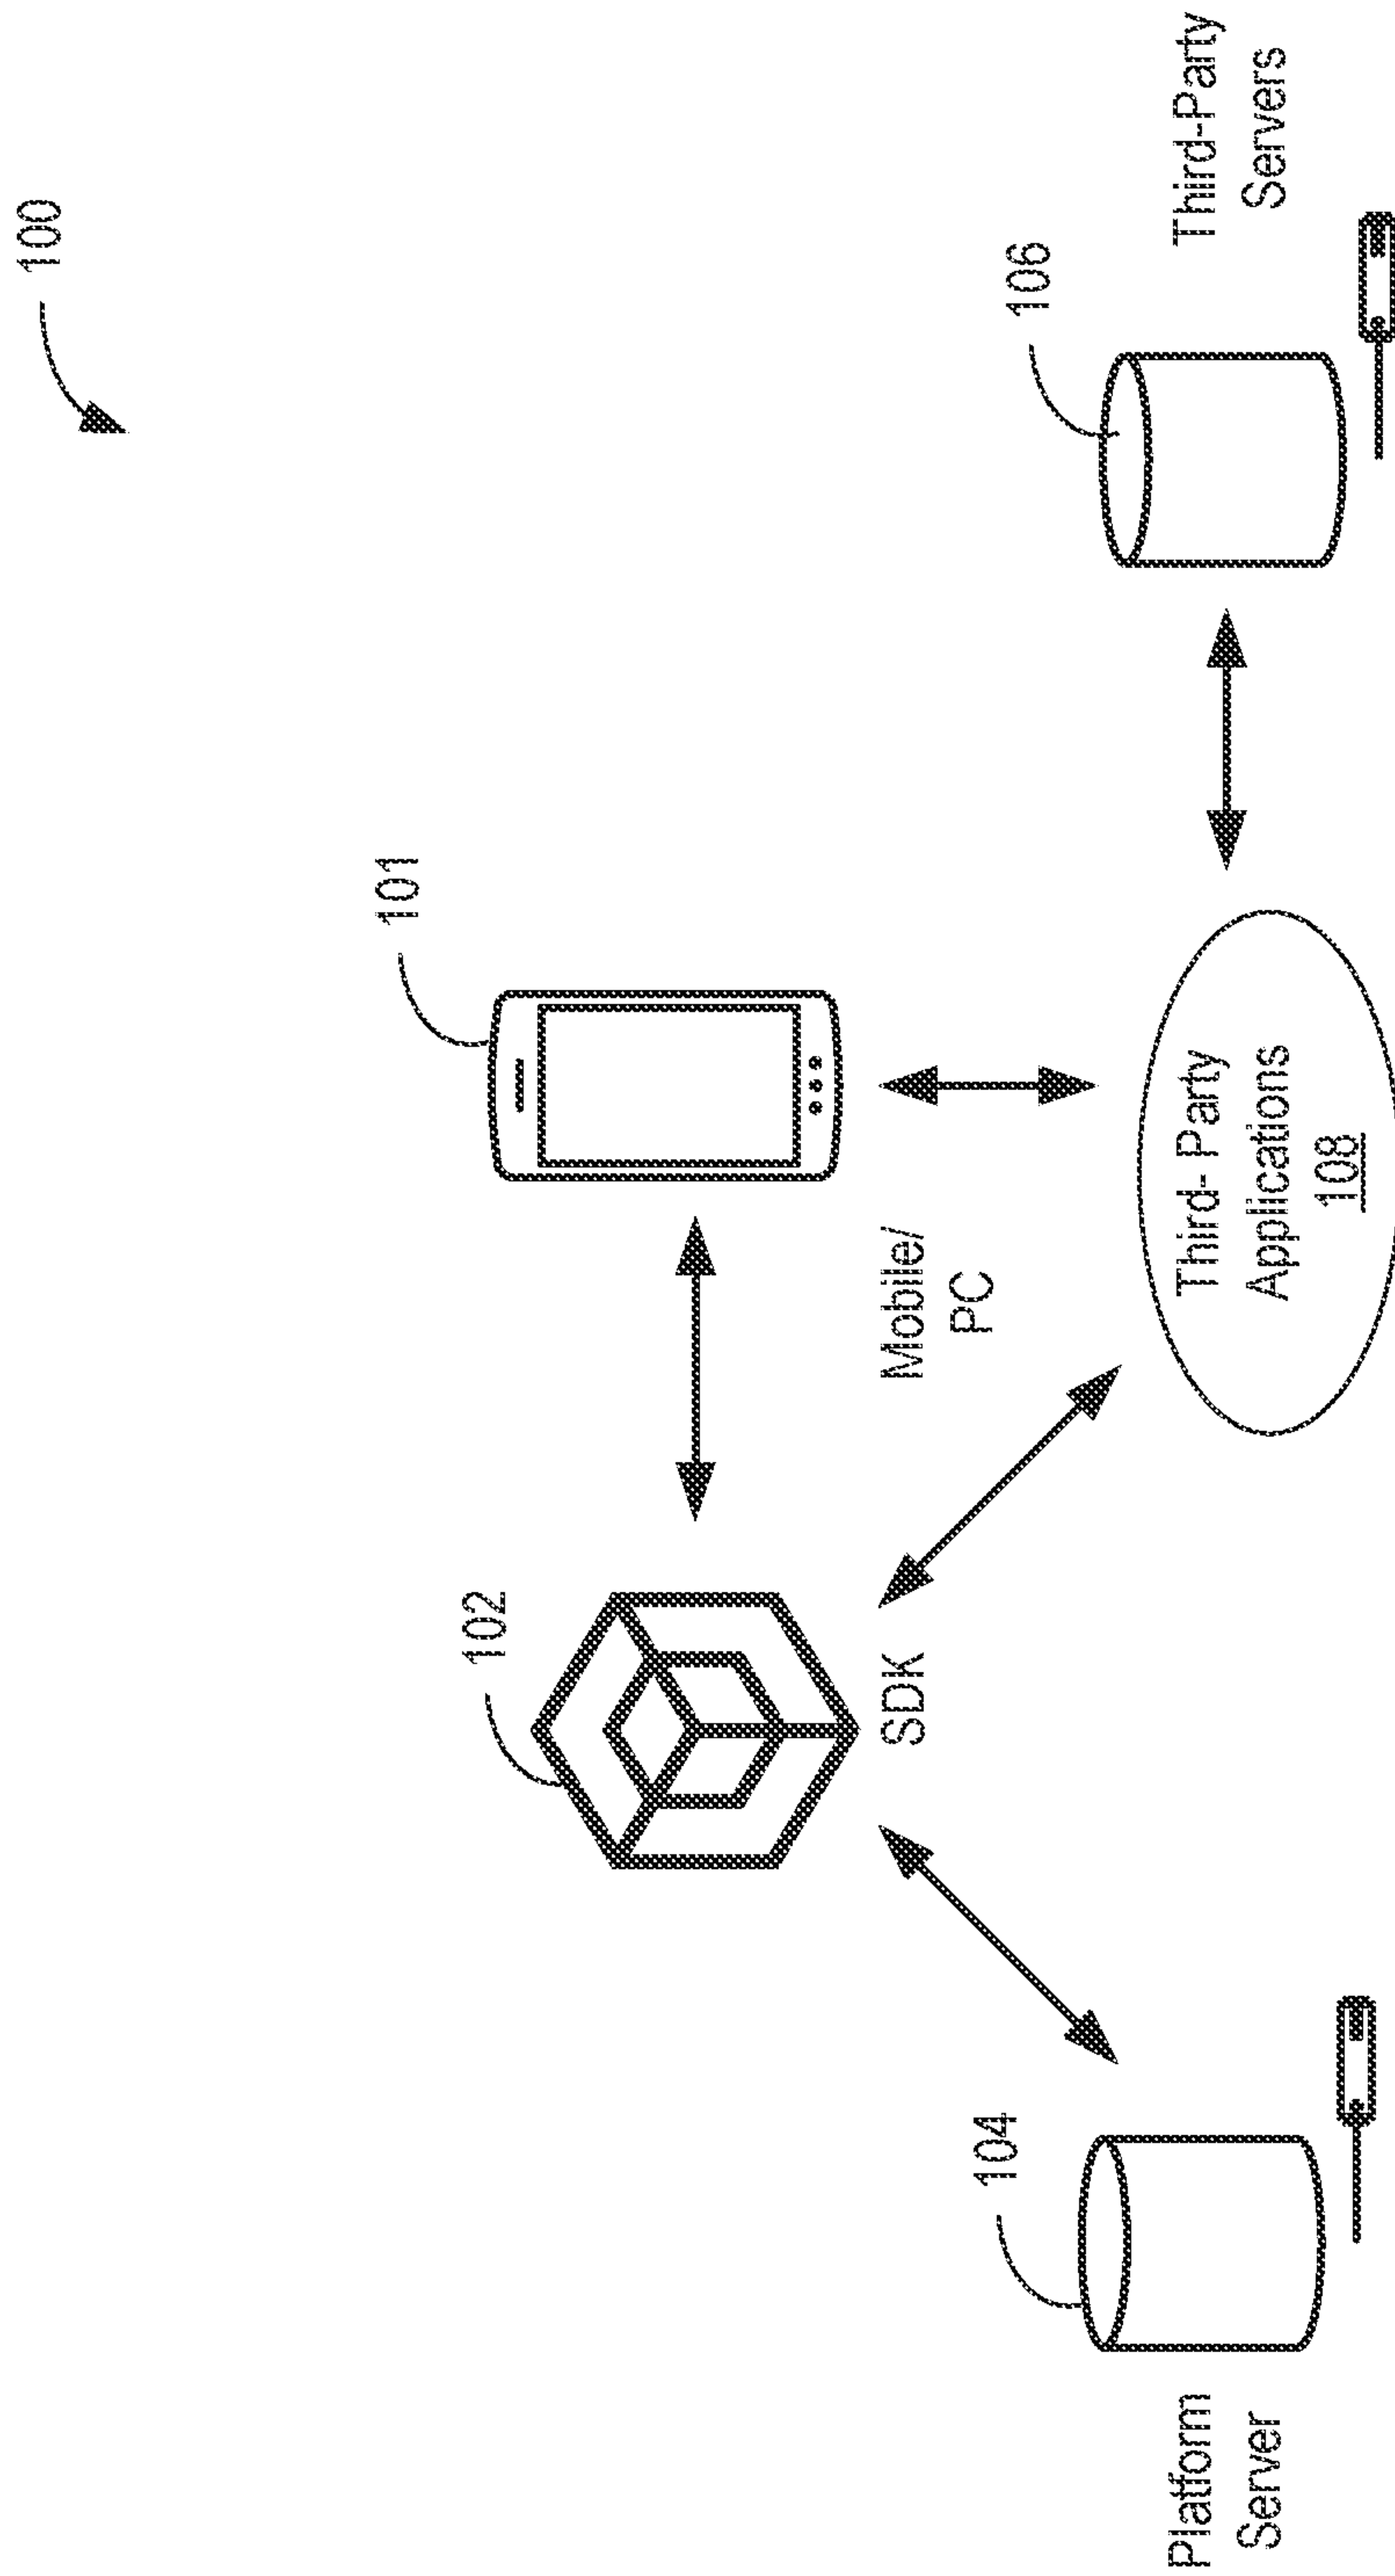 100
101
102
SDK
Mobile/
PC
104
Platform
Server
106
Third-Party
Servers
Third- Party
Applications
108